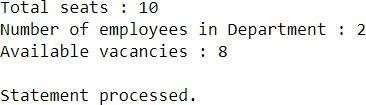 Total seats : 10
Number of employees in Department : 2
Available vacancies : 8
Statement processed.